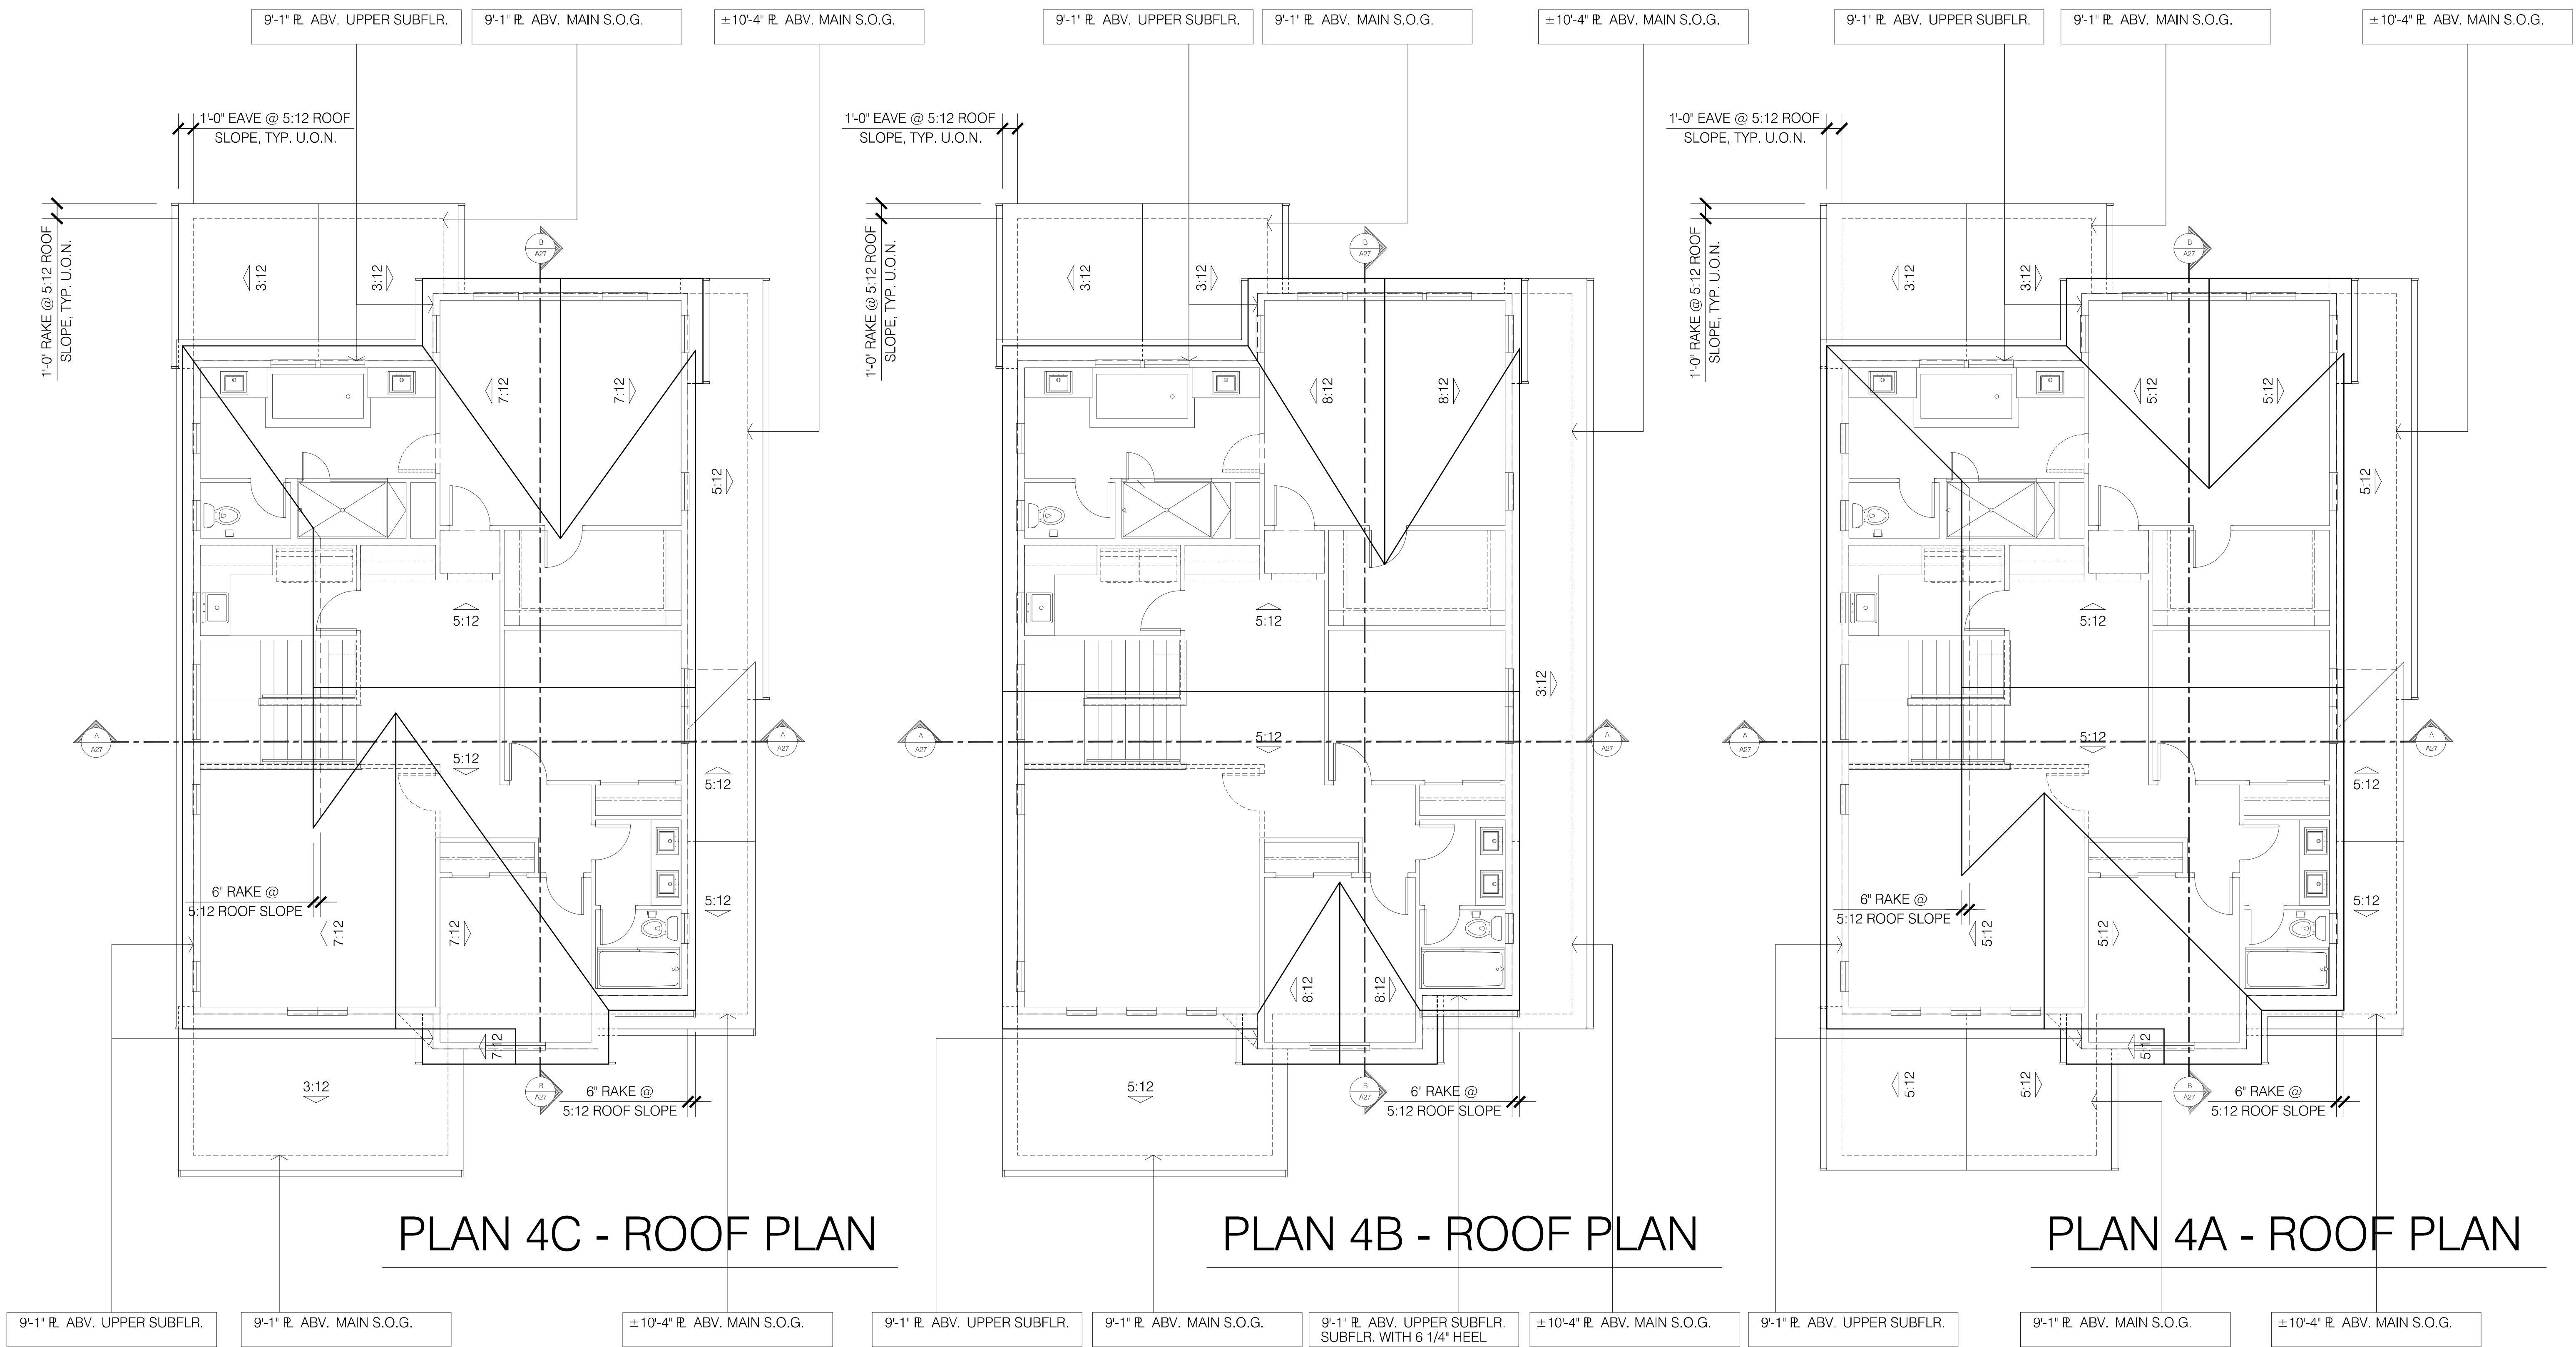 9'-1" PL ABV. UPPER SUBFLR.
9'-1" PL ABV. MAIN S.O.G.
±10'-4" PL ABV. MAIN S.O.G.
1'-0" EAVE @ 5:12 ROOF
SLOPE, TYP. U.O.N.
1'-0" RAKE @ 5:12 ROOF
SLOPE, TYP. U.O.N.
B
A27
3:12
3:12
7:12
7:12
5:12
5:12
A
A27
A
A27
5:12
5:12
6" RAKE @
5:12 ROOF SLOPE
7:12
7:12
5:12
7:12
3:12
B
A27
6" RAKE @
5:12 ROOF SLOPE
PLAN 4C - ROOF PLAN
9'-1" PL ABV. UPPER SUBFLR.
9'-1" PL ABV. MAIN S.O.G.
±10'-4" PL ABV. MAIN S.O.G.
9'-1" PL ABV. UPPER SUBFLR.
9'-1" PL ABV. MAIN S.O.G.
±10'-4" PL ABV. MAIN S.O.G.
1'-0" EAVE @ 5:12 ROOF
SLOPE, TYP. U.O.N.
1'-0" RAKE @ 5:12 ROOF
SLOPE, TYP. U.O.N.
B
A27
3:12
3:12
8:12
8:12
5:12
3:12
A
A27
5:12
A
A27
8:12
8:12
5:12
B
A27
6" RAKE @
5:12 ROOF SLOPE
PLAN 4B - ROOF PLAN
9'-1" PL ABV. UPPER SUBFLR.
9'-1" PL ABV. MAIN S.O.G.
9'-1" PL ABV. UPPER SUBFLR.
SUBFLR. WITH 6 1/4" HEEL
±10'-4" PL ABV. MAIN S.O.G.
9'-1" PL ABV. UPPER SUBFLR.
9'-1" PL ABV. MAIN S.O.G.
±10'-4" PL ABV. MAIN S.O.G.
1'-0" EAVE @ 5:12 ROOF
SLOPE, TYP. U.O.N.
1'-0" RAKE @ 5:12 ROOF
SLOPE, TYP. U.O.N.
B
A27
3:12
3:12
5:12
5:12
5:12
5:12
A
A27
5:12
A
A27
5:12
6" RAKE @
5:12 ROOF SLOPE
5:12
5:12
5:12
5:12
5:12
5:12
B
A27
6" RAKE @
5:12 ROOF SLOPE
PLAN 4A - ROOF PLAN
9'-1" PL ABV. UPPER SUBFLR.
9'-1" PL ABV. MAIN S.O.G.
±10'-4" PL ABV. MAIN S.O.G.